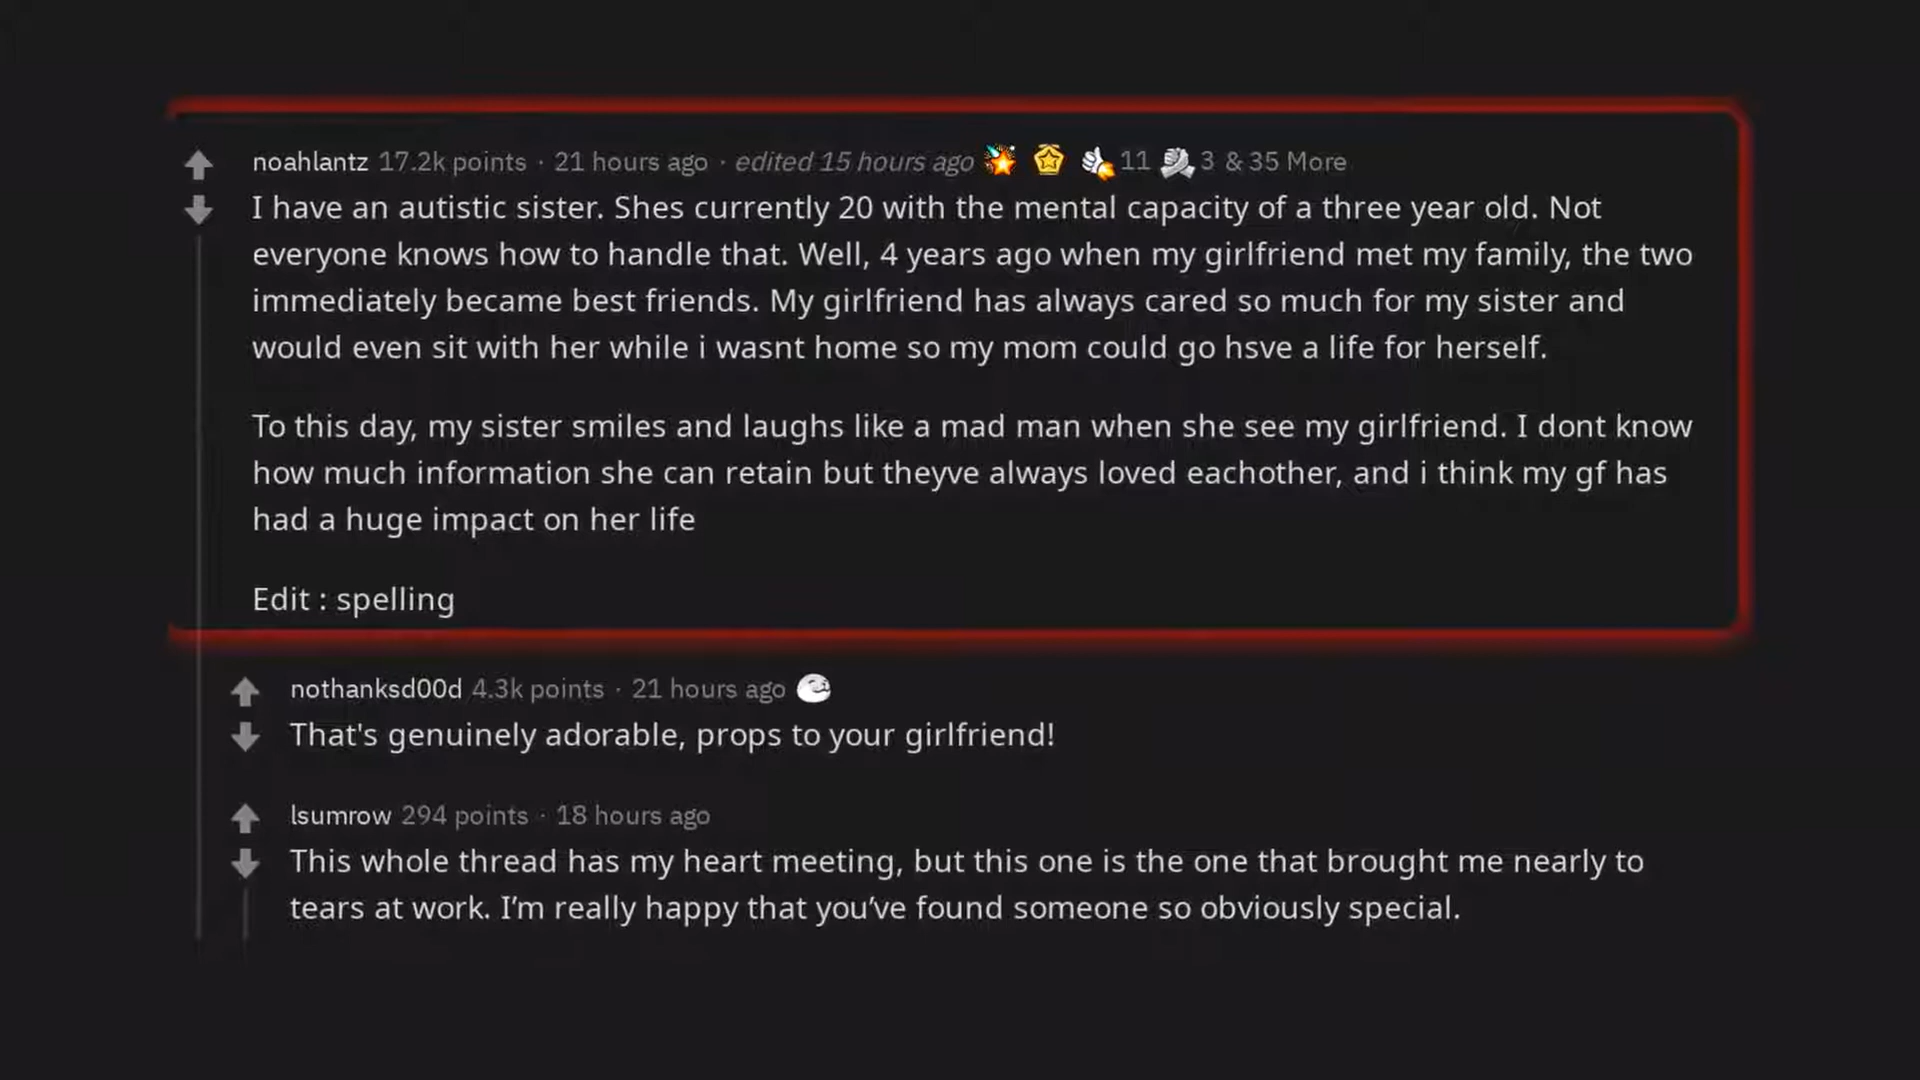 noahlantz 17.2k points · 21 hours ago · edited 15 hours ago 11 3 & 35 More
I have an autistic sister. Shes currently 20 with the mental capacity of a three year old. Not
everyone knows how to handle that. Well, 4 years ago when my girlfriend met my family, the two
immediately became best friends. My girlfriend has always cared so much for my sister and
would even sit with her while i wasnt home so my mom could go hsve a life for herself.
To this day, my sister smiles and laughs like a mad man when she see my girlfriend. I dont know
how much information she can retain but theyve always loved eachother, and i think my gf has
had a huge impact on her life
Edit : spelling
nothanksd00d 4.3k points · 21 hours ago
That's genuinely adorable, props to your girlfriend!
lsumrow 294 points · 18 hours ago
This whole thread has my heart meeting, but this one is the one that brought me nearly to
tears at work. I’m really happy that you’ve found someone so obviously special.